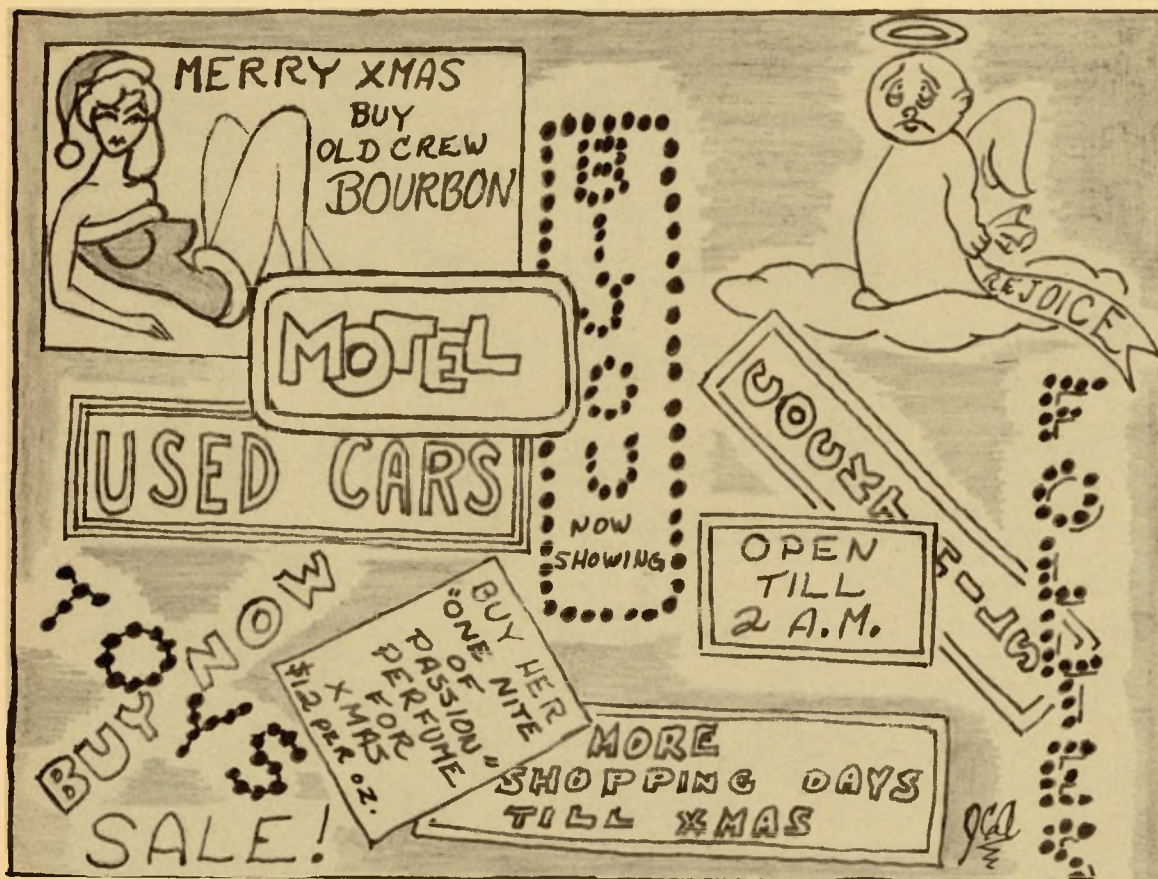 MERRY XMAS
BUY
OLD CREW
BOURBON
MOTEL
USED CARS
BIJOU
NOW
SHOWING
REJOICE
COCKTAILS
OPEN
TILL
2 A.M.
TOYS
BUY NOW
SALE!
BUY HER
"ONE NITE
OF
PASSION"
PERFUME
FOR
XMAS
$12 PER OZ.
MORE
SHOPPING DAYS
TILL XMAS